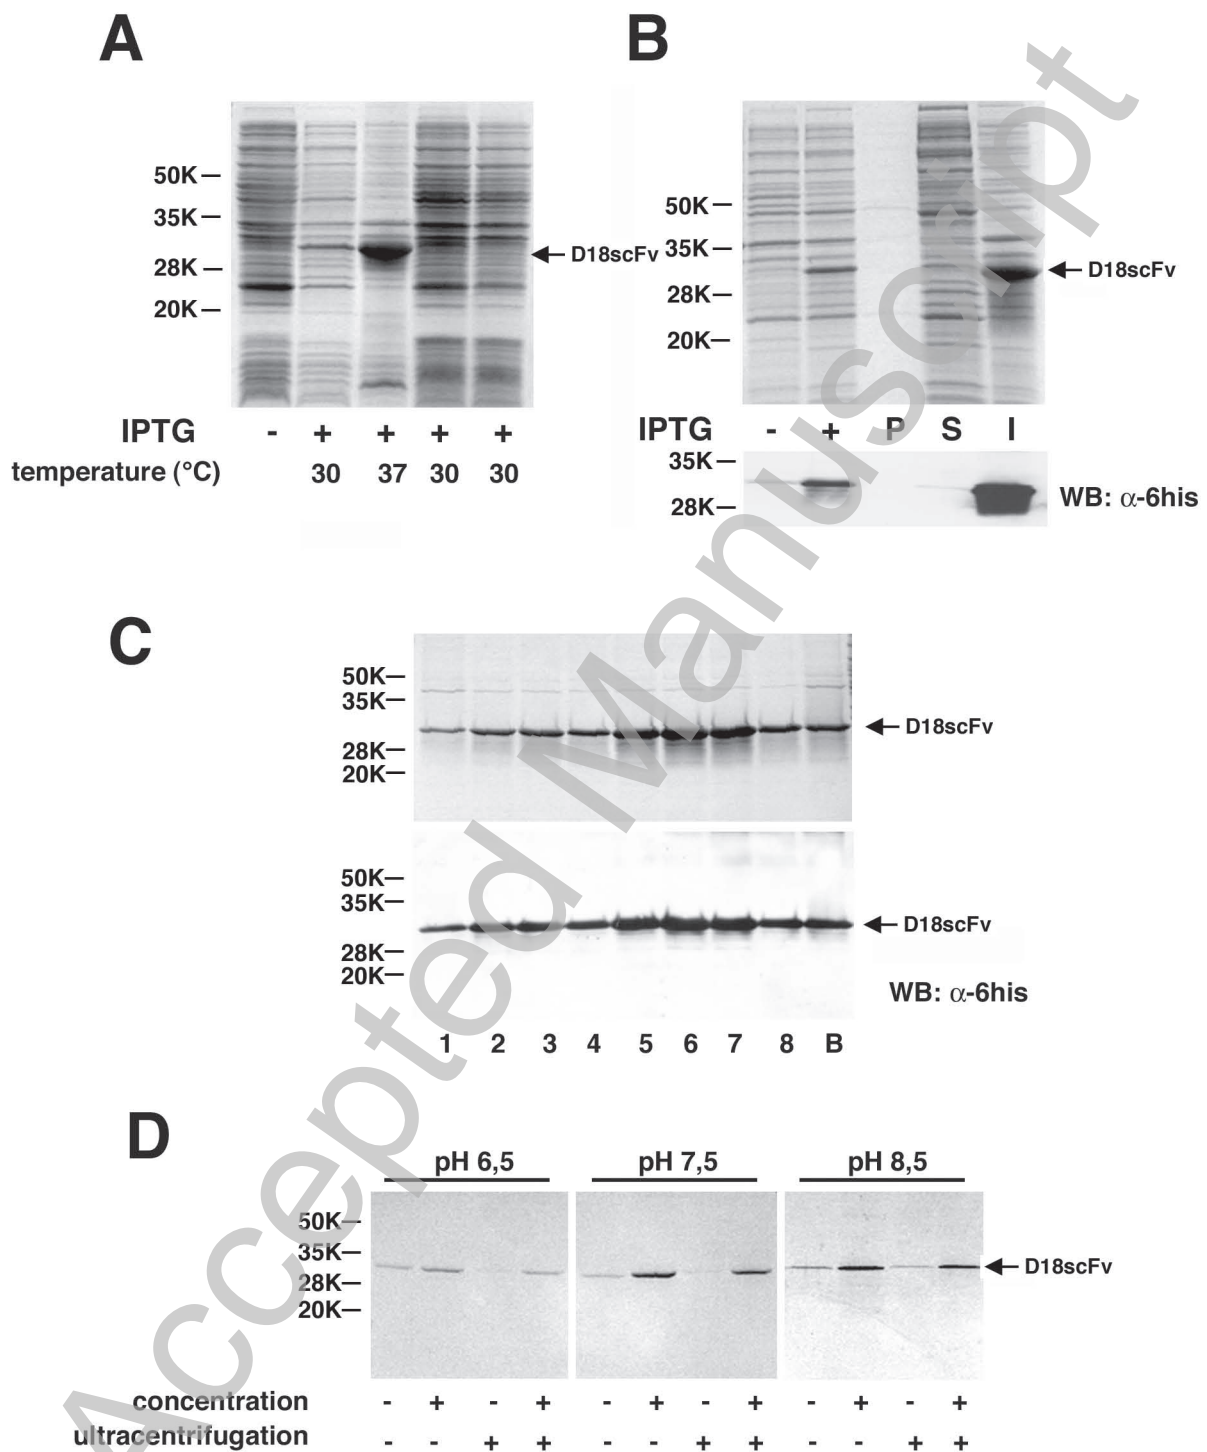 A
50K
35K
28K
20K
D18scFv
IPTG - + + + +
temperature (°C) 30 37 30 30
B
50K
35K
28K
20K
D18scFv
IPTG - + P S I
35K
28K
WB: α-6his
C
50K
35K
28K
20K
D18scFv
50K
35K
28K
20K
D18scFv
WB: α-6his
1 2 3 4 5 6 7 8 B
D
pH 6,5 pH 7,5 pH 8,5
50K
35K
28K
20K
D18scFv
concentration - + - + - + - + - + - +
ultracentrifugation - - + + - - + + - - + +
Accepted Manuscript